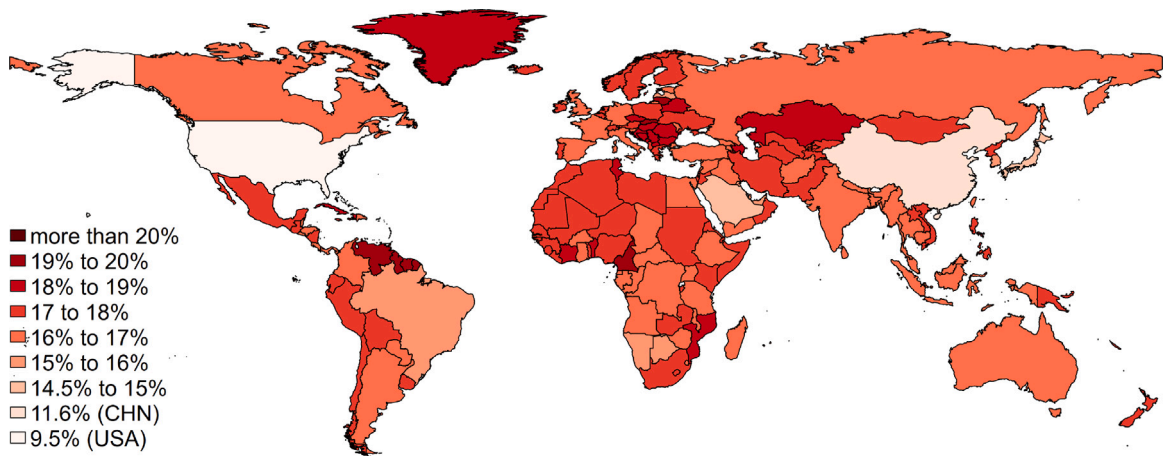 more than 20%
19% to 20%
18% to 19%
17 to 18%
16% to 17%
15% to 16%
14.5% to 15%
11.6% (CHN)
9.5% (USA)